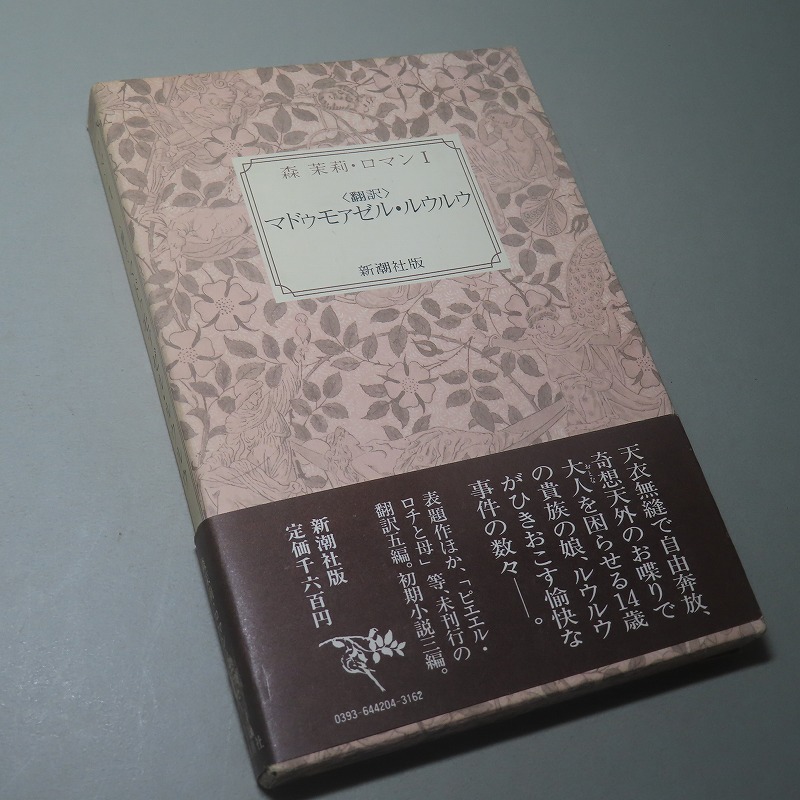 森 茉莉・ロマンⅠ
〈翻訳〉
マドゥモァゼル・ルウルウ
新潮社版
天衣無縫で自由奔放、
奇想天外のお喋りで
大人を困らせる14歳
おとな
の貴族の娘、ルウルウ
がひきおこす愉快な
事件の数々——。
表題作ほか、「ピエエル・
ロチと母」等、未刊行の
翻訳五編。初期小説三編。
新潮社版
定価千六百円
0393-644204-3162